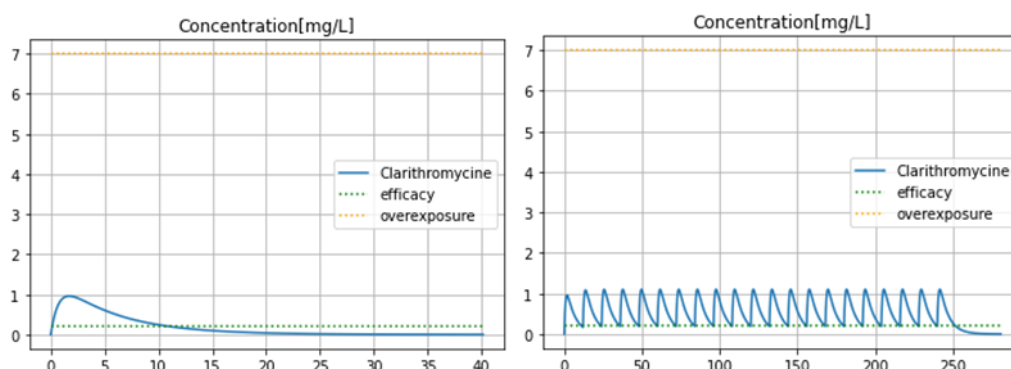 Concentration[mg/L]
7
6
5
4
3
2
1
0
Clarithromycine
efficacy
overexposure
0 5 10 15 20 25 30 35 40
Concentration[mg/L]
7
6
5
4
3
2
1
0
Clarithromycine
efficacy
overexposure
0 50 100 150 200 250